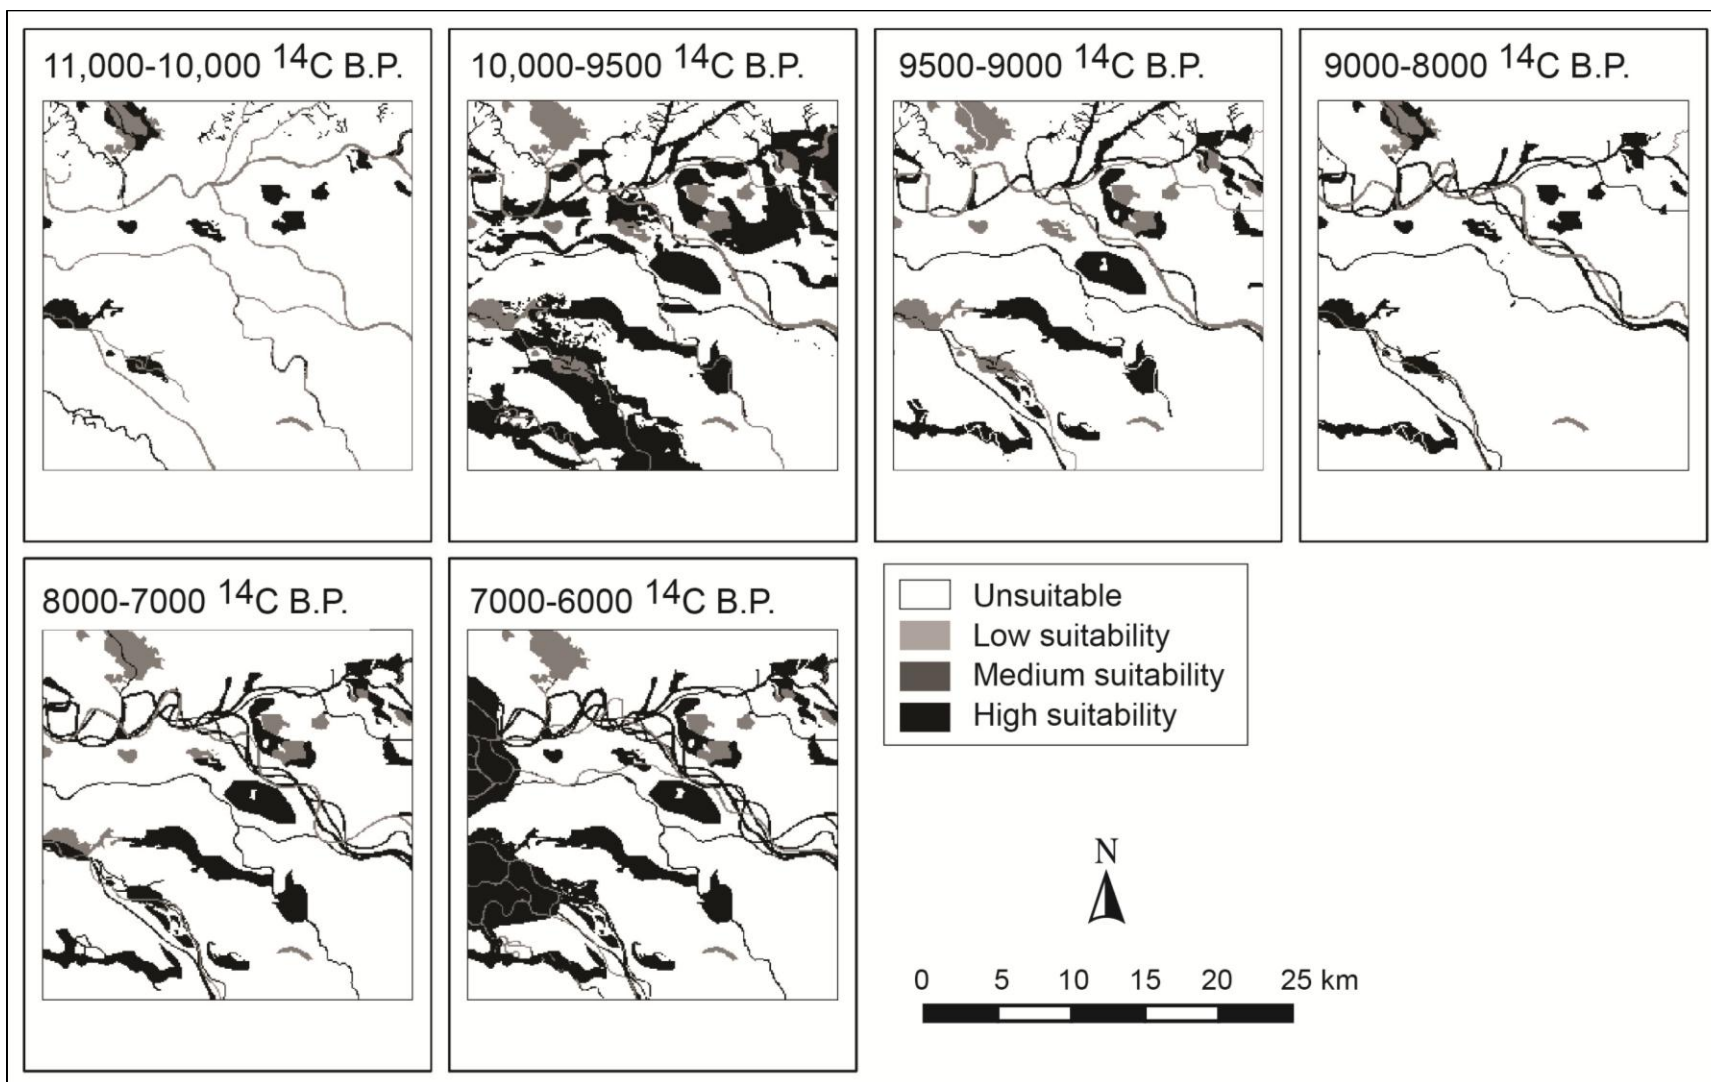 11,000-10,000 ¹⁴C B.P.
10,000-9500 ¹⁴C B.P.
9500-9000 ¹⁴C B.P.
9000-8000 ¹⁴C B.P.
8000-7000 ¹⁴C B.P.
7000-6000 ¹⁴C B.P.
Unsuitable
Low suitability
Medium suitability
High suitability
N
0 5 10 15 20 25 km